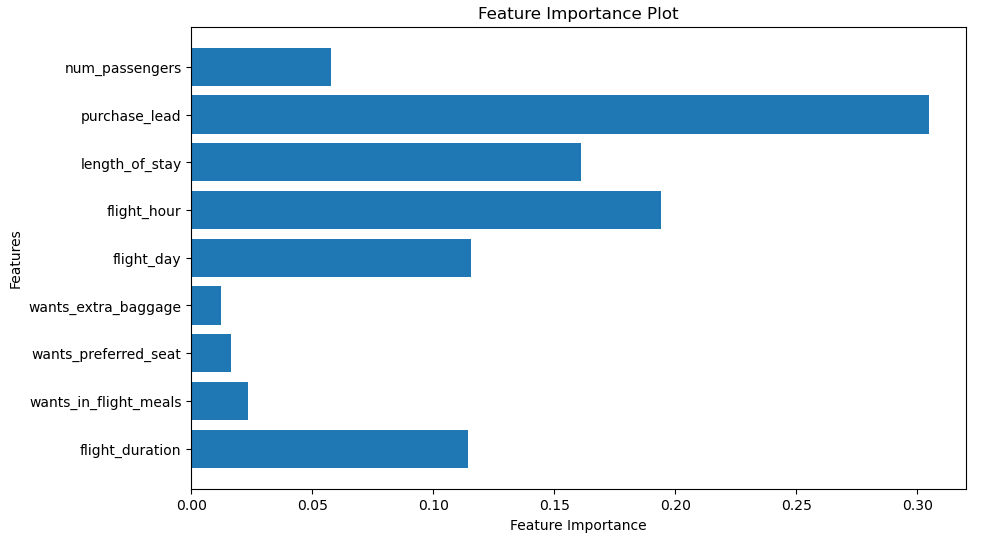 Feature Importance Plot
num_passengers
purchase_lead
length_of_stay
flight_hour
flight_day
wants_extra_baggage
wants_preferred_seat
wants_in_flight_meals
flight_duration
Features
0.00 0.05 0.10 0.15 0.20 0.25 0.30
Feature Importance